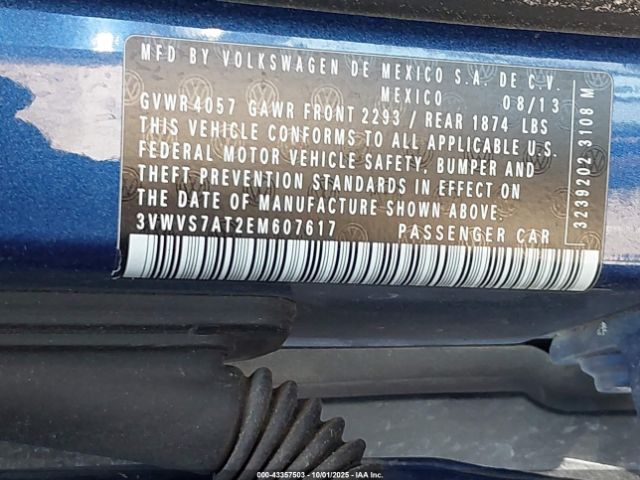 MFD BY VOLKSWAGEN DE MEXICO S.A. DE C.V.
MEXICO 08/13
GVWR 4057 GAWR FRONT 2293 / REAR 1874 LBS
THIS VEHICLE CONFORMS TO ALL APPLICABLE U.S.
FEDERAL MOTOR VEHICLE SAFETY, BUMPER AND
THEFT PREVENTION STANDARDS IN EFFECT ON
THE DATE OF MANUFACTURE SHOWN ABOVE.
3VWVS7AT2EM607617 PASSENGER CAR
3239202 3108 M
000-43357503 - 10/01/2025 - IAAI.COM